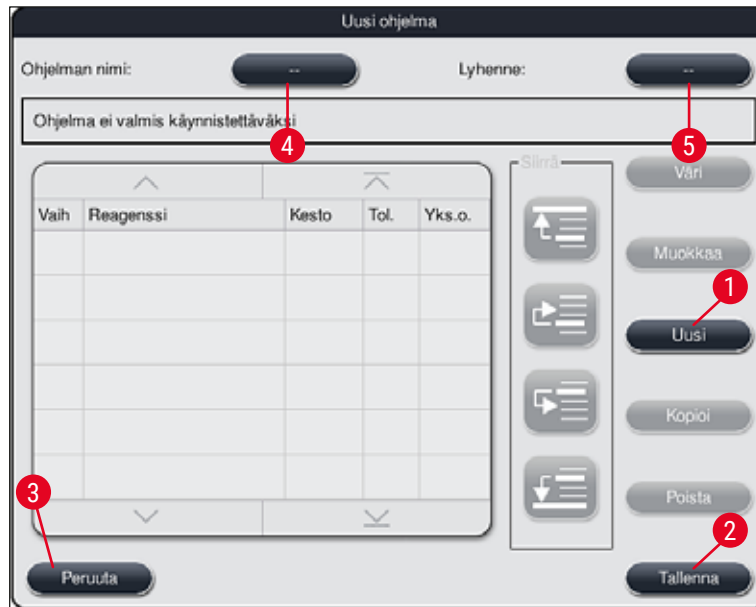 Uusi ohjelma
Ohjelman nimi: -- Lyhenne: --
Ohjelma ei valmis käynnistettäväksi
4
5
Siirrä
Väri
Vaih Reagenssi Kesto Tol. Yks.o.
Muokkaa
1
Uusi
Kopioi
3
Poista
2
Peruuta
Tallenna